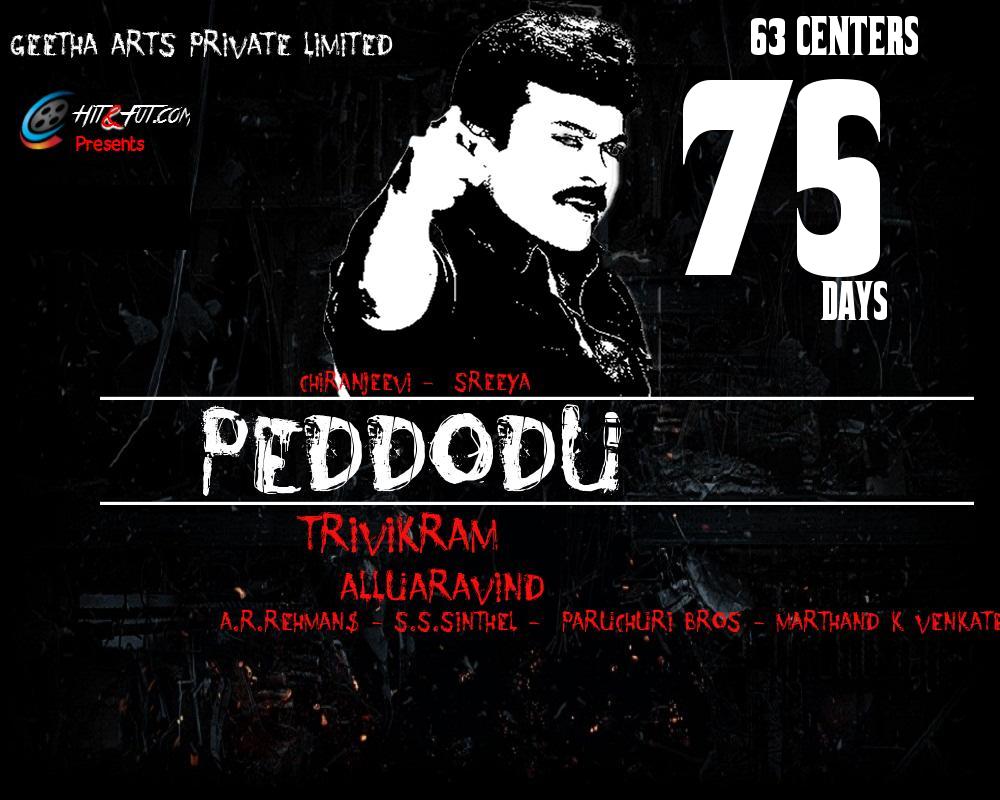 GEETHA ARTS PRIVATE LIMITED
63 CENTERS
HIT&FUT.COM
Presents
75
DAYS
CHIRANJEEVI - SREEYA
PEDDODU
TRIVIKRAM
ALLUARAVIND
A.R.REHMAN$ - S.S.SINTHEL - PARUCHURI BROS - MARTHAND K VENKATE